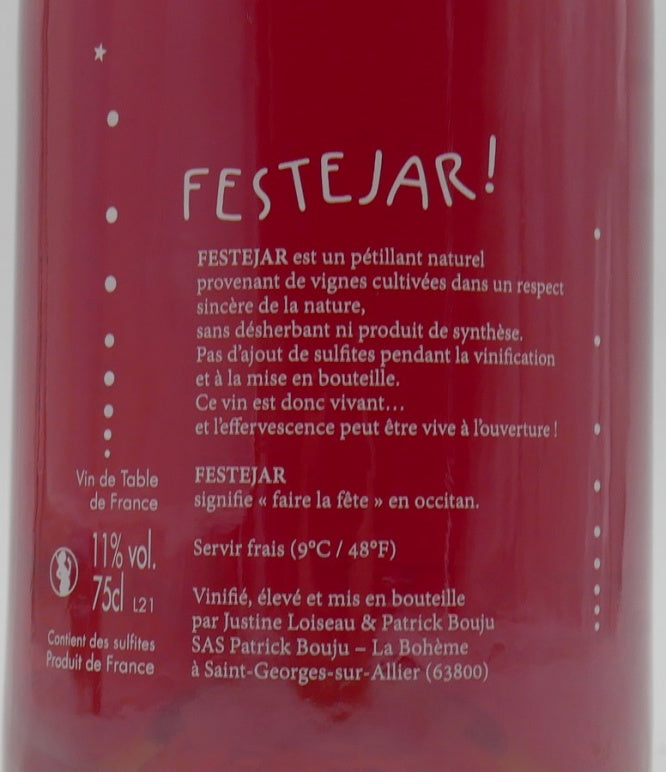 FESTEJAR!
FESTEJAR est un pétillant naturel
provenant de vignes cultivées dans un respect
sincère de la nature,
sans désherbant ni produit de synthèse.
Pas d'ajout de sulfites pendant la vinification
et à la mise en bouteille.
Ce vin est donc vivant...
et l'effervescence peut être vive à l'ouverture !
FESTEJAR
signifie « faire la fête » en occitan.
Servir frais (9°C / 48°F)
Vinifié, élevé et mis en bouteille
par Justine Loiseau & Patrick Bouju
SAS Patrick Bouju – La Bohème
à Saint-Georges-sur-Allier (63800)
Vin de Table
de France
11% vol.
75cl L21
Contient des sulfites
Produit de France